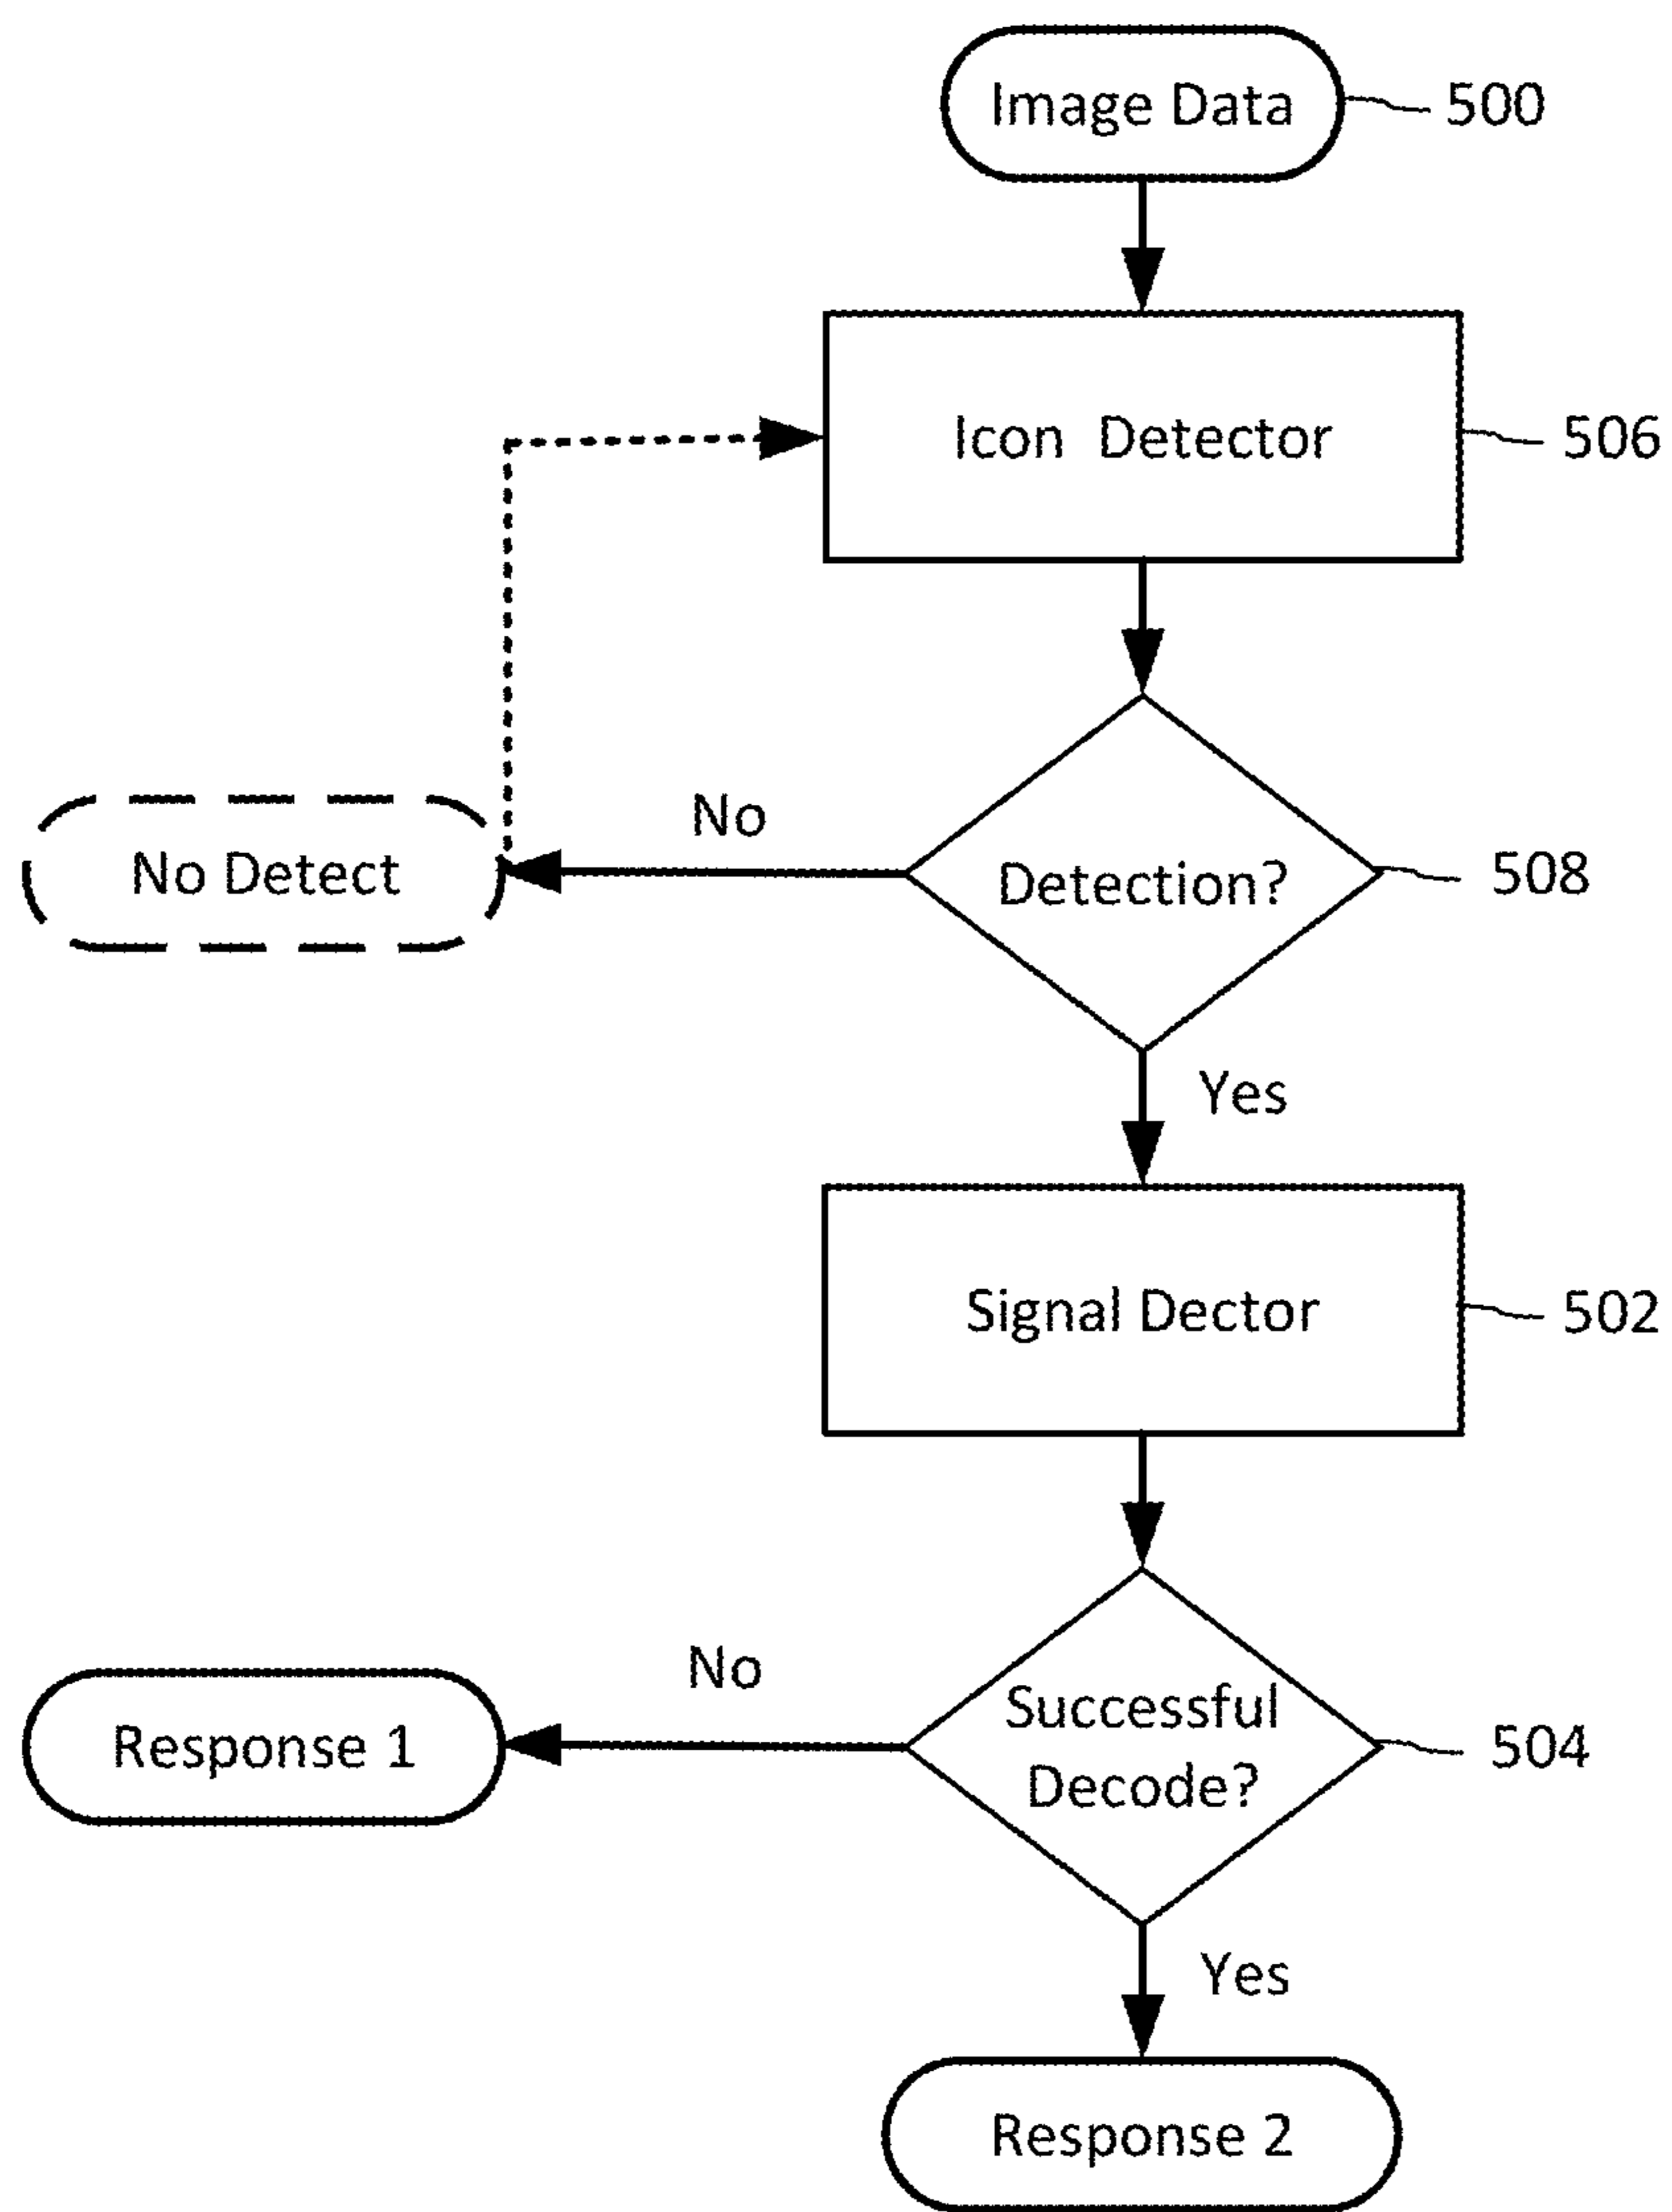 Image Data
500
Icon Detector
506
No
No Detect
Detection?
508
Yes
Signal Dector
502
No
Response 1
Successful
Decode?
504
Yes
Response 2